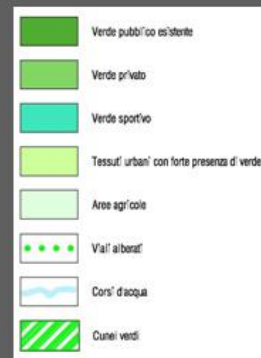 Verde pubblico esistente
Verde privato
Verde sportivo
Tessuti urbani con forte presenza di verde
Aree agricole
Viali alberati
Corsi d'acqua
Cunei verdi